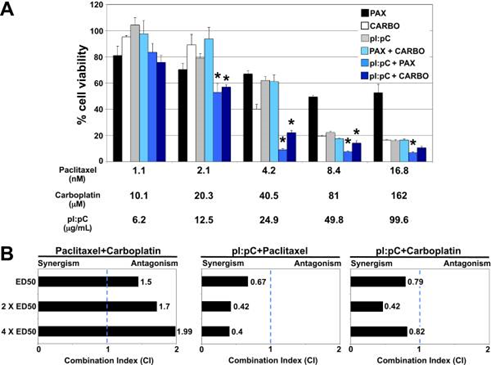 A
% cell viability
120
100
80
60
40
20
0
PAX
CARBO
pI:pC
PAX + CARBO
pI:pC + PAX
pI:pC + CARBO
* * * * * * *
Paclitaxel (nM) 1.1 2.1 4.2 8.4 16.8
Carboplatin (μM) 10.1 20.3 40.5 81 162
pI:pC (μg/mL) 6.2 12.5 24.9 49.8 99.6
B
Paclitaxel+Carboplatin
Synergism Antagonism
ED50 1.5
2 X ED50 1.7
4 X ED50 1.99
0 1 2
Combination Index (CI)
pI:pC+Paclitaxel
Synergism Antagonism
0.67
0.42
0.4
0 1 2
Combination Index (CI)
pI:pC+Carboplatin
Synergism Antagonism
0.79
0.42
0.82
0 1 2
Combination Index (CI)